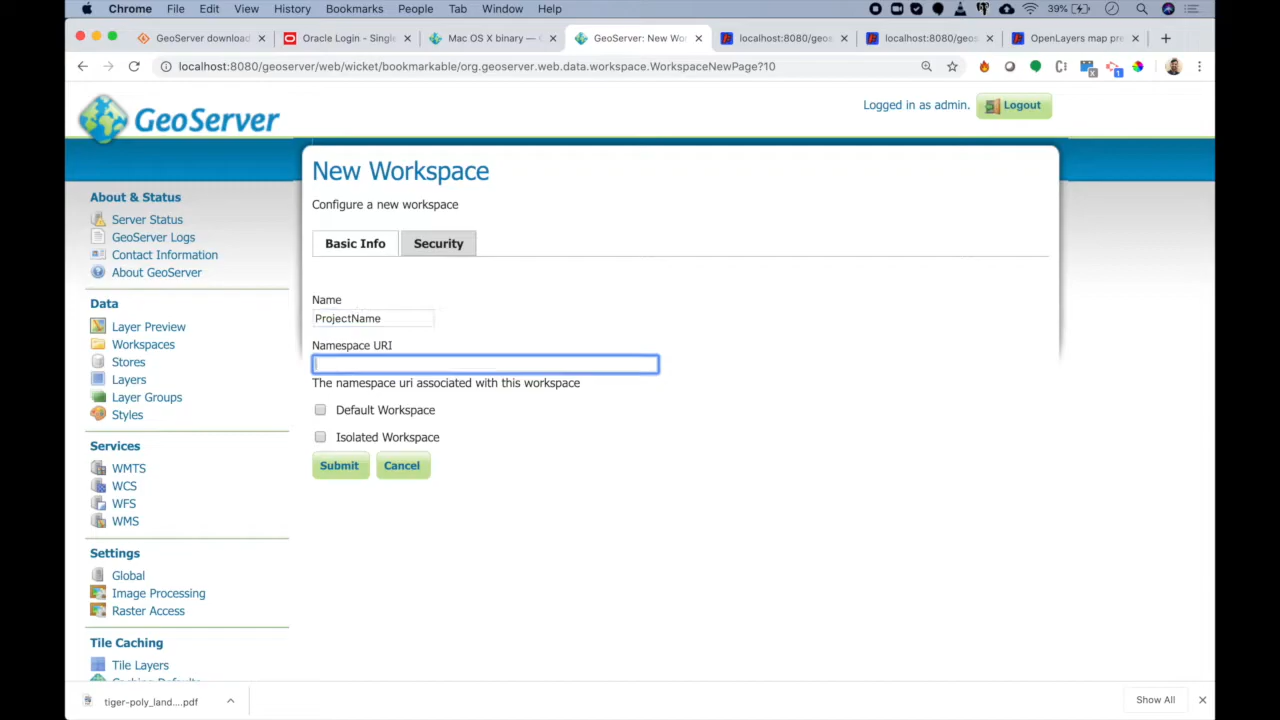 Chrome File Edit View History Bookmarks People Tab Window Help 39%
GeoServer download Oracle Login - Single Mac OS X binary — GeoServer: New Wor localhost:8080/geos localhost:8080/geos OpenLayers map pre
localhost:8080/geoserver/web/wicket/bookmarkable/org.geoserver.web.data.workspace.WorkspaceNewPage?10
GeoServer
Logged in as admin. Logout
New Workspace
Configure a new workspace
Basic Info Security
Name
ProjectName
Namespace URI
The namespace uri associated with this workspace
Default Workspace
Isolated Workspace
Submit Cancel
About & Status
Server Status
GeoServer Logs
Contact Information
About GeoServer
Data
Layer Preview
Workspaces
Stores
Layers
Layer Groups
Styles
Services
WMTS
WCS
WFS
WMS
Settings
Global
Image Processing
Raster Access
Tile Caching
Tile Layers
tiger-poly_land....pdf
Show All